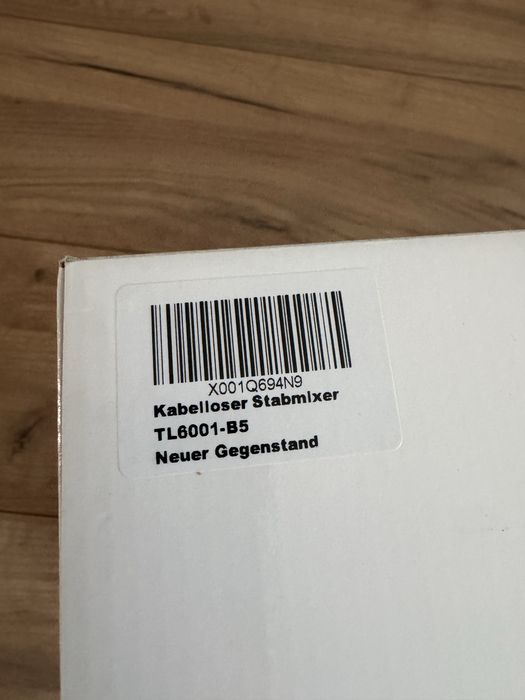 X001Q694N9
Kabelloser Stabmixer
TL6001-B5
Neuer Gegenstand